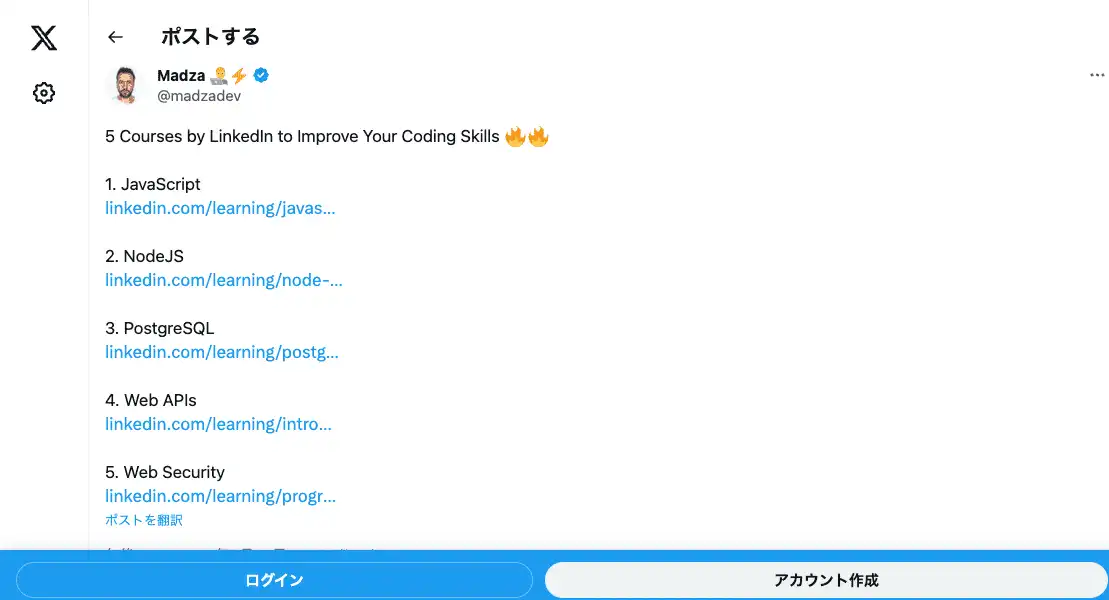 ポストする
Madza
@madzadev
5 Courses by LinkedIn to Improve Your Coding Skills 🔥🔥
1. JavaScript
linkedin.com/learning/javas...
2. NodeJS
linkedin.com/learning/node-...
3. PostgreSQL
linkedin.com/learning/postg...
4. Web APIs
linkedin.com/learning/intro...
5. Web Security
linkedin.com/learning/progr...
ポストを翻訳
ログイン
アカウント作成